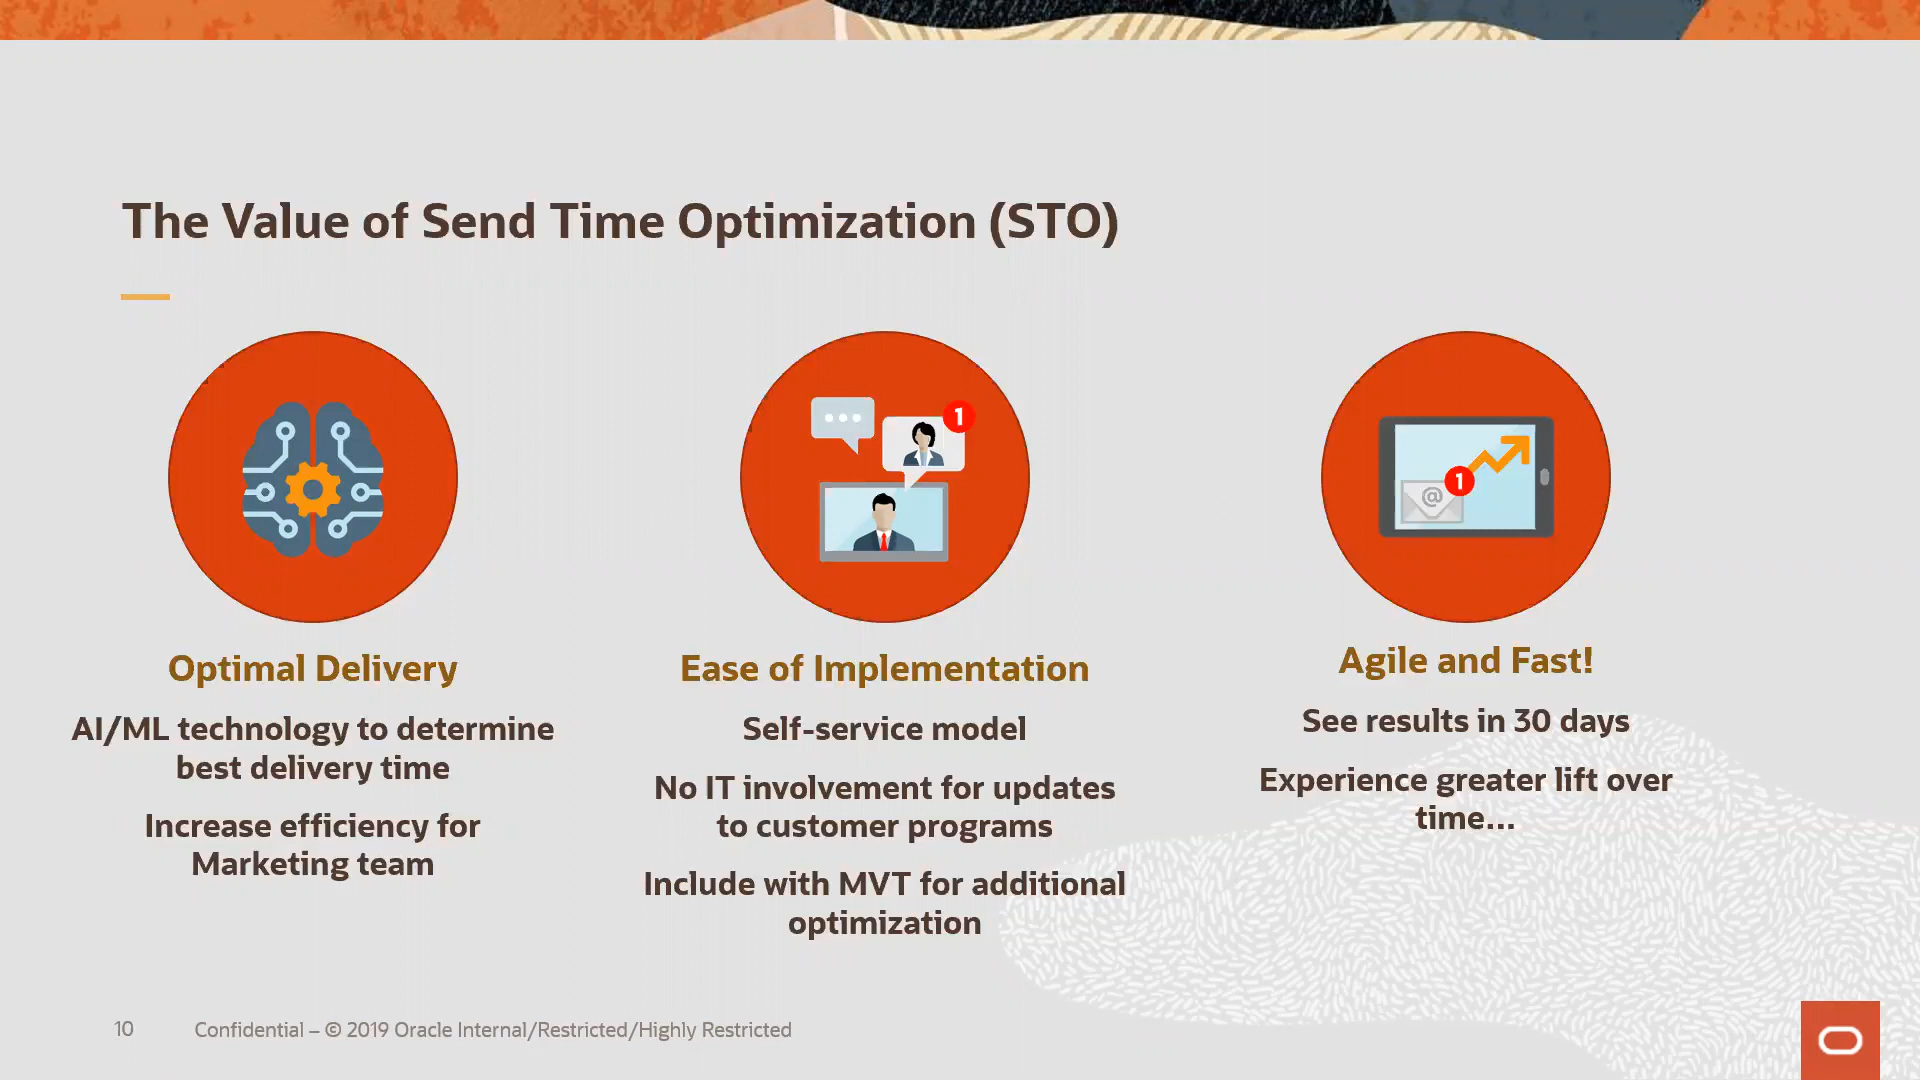 The Value of Send Time Optimization (STO)
1
@
1
Optimal Delivery
AI/ML technology to determine
best delivery time
Increase efficiency for
Marketing team
Ease of Implementation
Self-service model
No IT involvement for updates
to customer programs
Include with MVT for additional
optimization
Agile and Fast!
See results in 30 days
Experience greater lift over
time...
10
Confidential – © 2019 Oracle Internal/Restricted/Highly Restricted